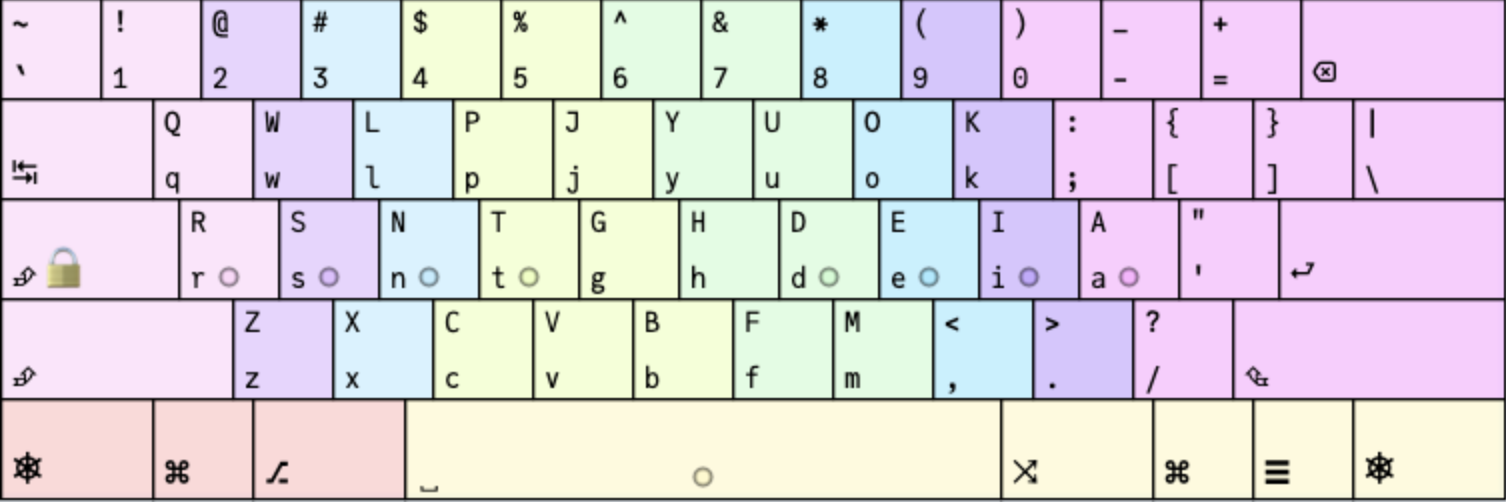 ~ ! @ # $ % ^ & * ( ) _ +
` 1 2 3 4 5 6 7 8 9 0 - =
Q W L P J Y U O K : { } |
q w l p j y u o k ; [ ] \
R S N T G H D E I A "
r s n t g h d e i a '
Z X C V B F M < > ?
z x c v b f m , . /